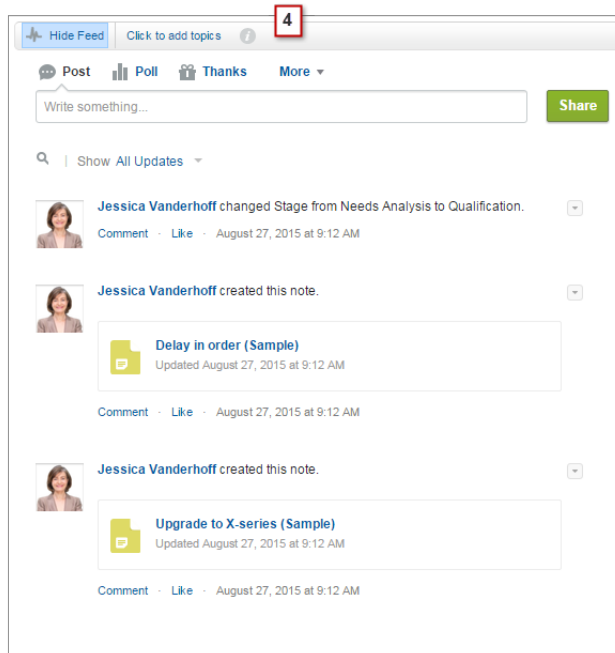 4
Hide Feed Click to add topics i
Post Poll Thanks More
Write something... Share
Show All Updates
Jessica Vanderhoff changed Stage from Needs Analysis to Qualification.
Comment · Like · August 27, 2015 at 9:12 AM
Jessica Vanderhoff created this note.
Delay in order (Sample)
Updated August 27, 2015 at 9:12 AM
Comment · Like · August 27, 2015 at 9:12 AM
Jessica Vanderhoff created this note.
Upgrade to X-series (Sample)
Updated August 27, 2015 at 9:12 AM
Comment · Like · August 27, 2015 at 9:12 AM